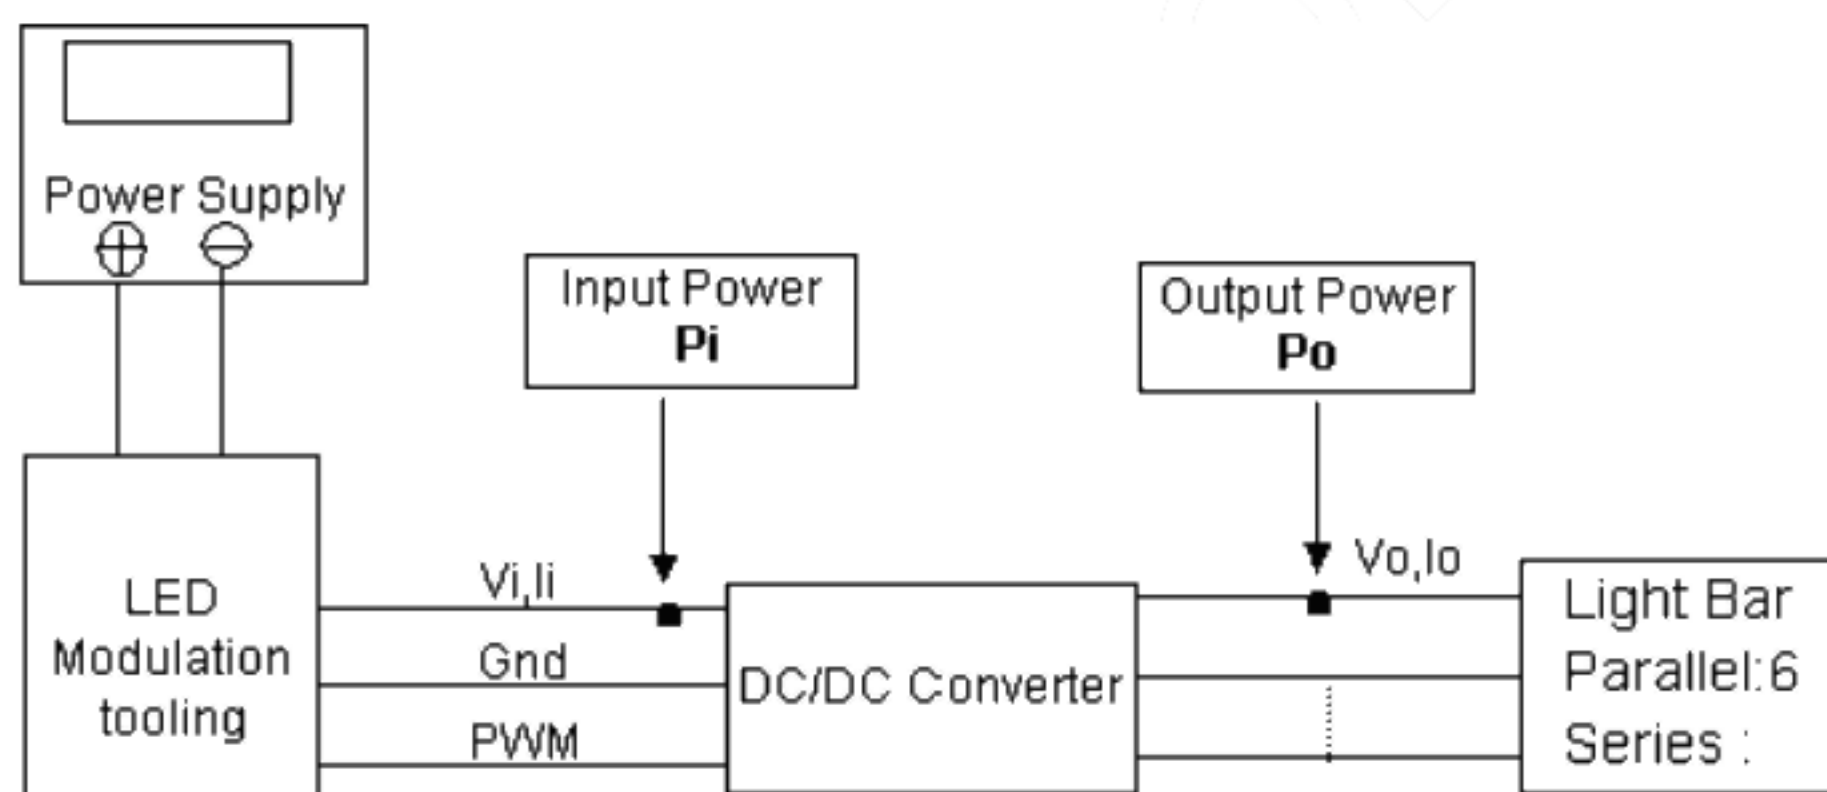 Power Supply
Input Power
Pi
Output Power
Po
LED
Modulation
tooling
Vi,Ii
Gnd
PWM
DC/DC Converter
Vo,Io
Light Bar
Parallel:6
Series :